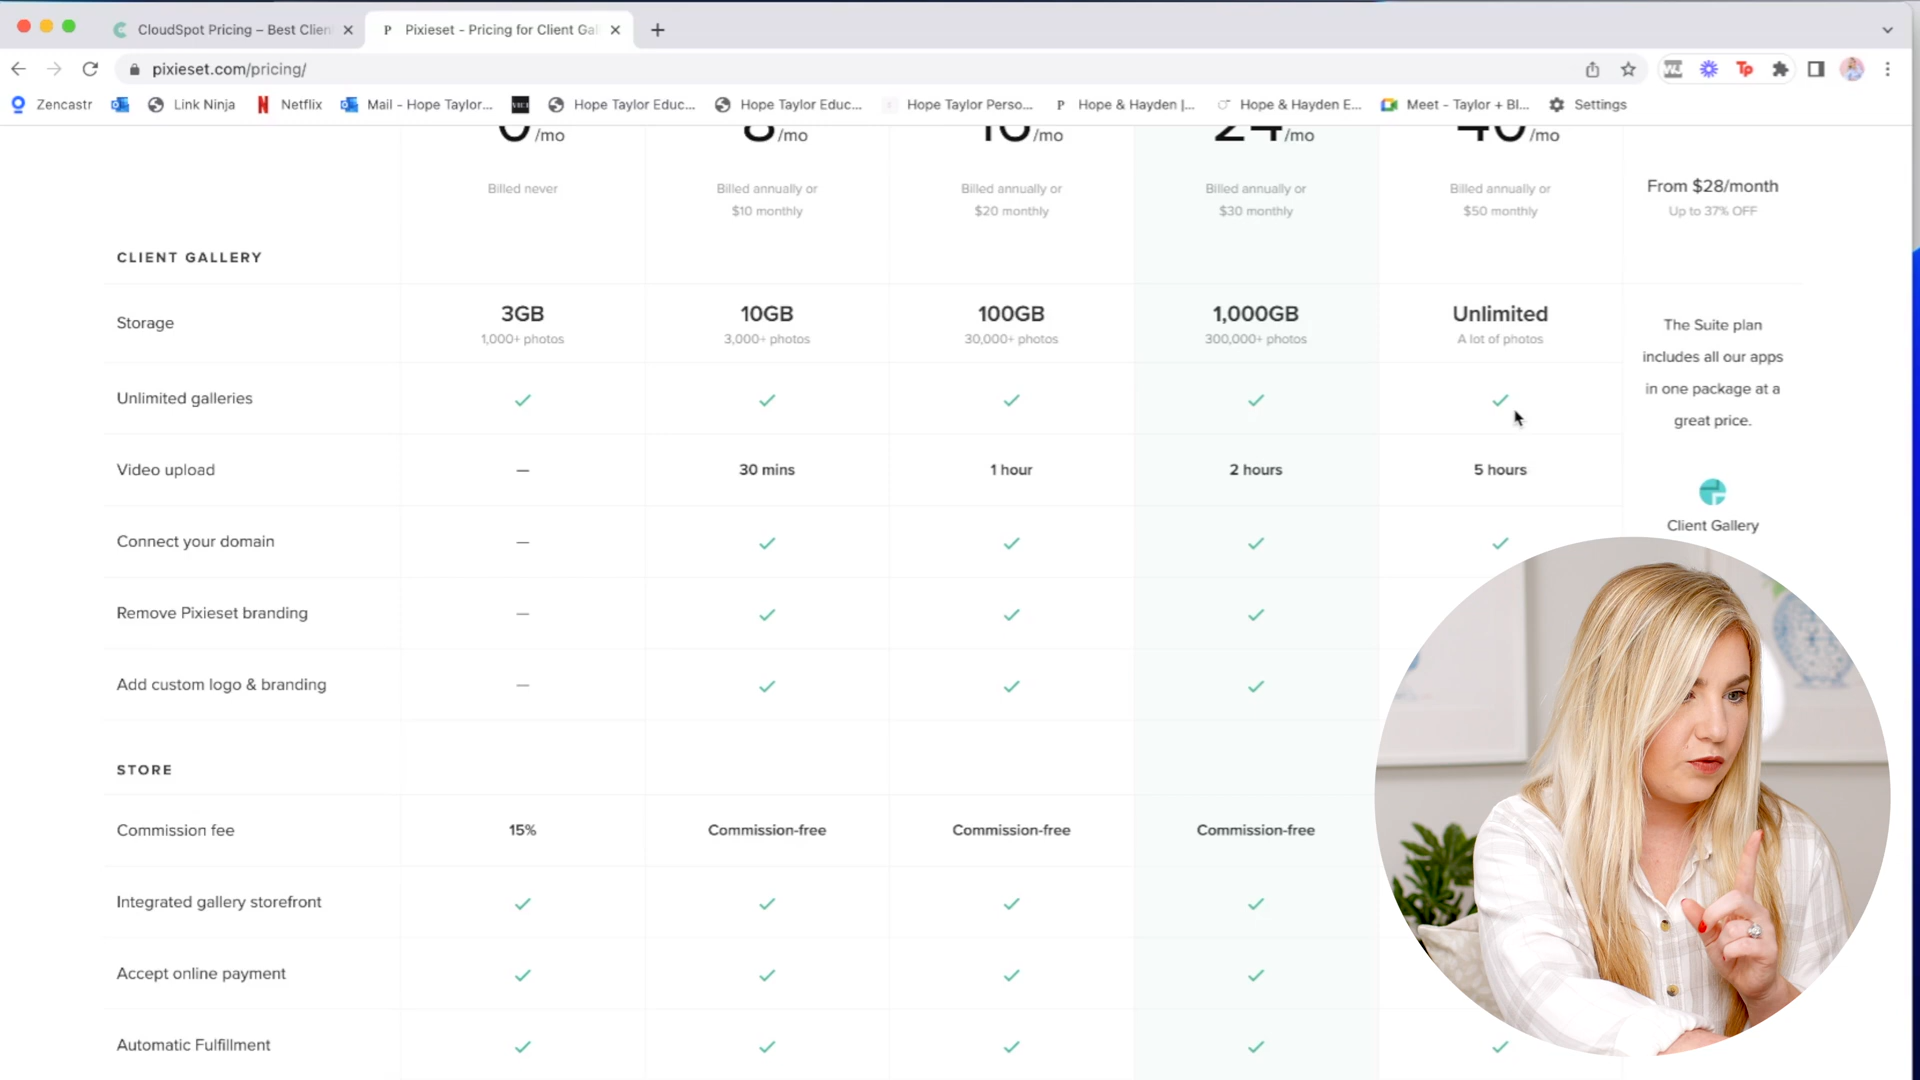 CloudSpot Pricing – Best Clien
Pixieset - Pricing for Client Gal
pixieset.com/pricing/
Zencastr
Link Ninja
Netflix
Mail - Hope Taylor...
Hope Taylor Educ...
Hope Taylor Educ...
Hope Taylor Perso...
Hope & Hayden |...
Hope & Hayden E...
Meet - Taylor + Bl...
Settings
/mo
/mo
/mo
24/mo
/mo
Billed never
Billed annually or
$10 monthly
Billed annually or
$20 monthly
Billed annually or
$30 monthly
Billed annually or
$50 monthly
From $28/month
Up to 37% OFF
CLIENT GALLERY
Storage
3GB
1,000+ photos
10GB
3,000+ photos
100GB
30,000+ photos
1,000GB
300,000+ photos
Unlimited
A lot of photos
The Suite plan
includes all our apps
in one package at a
great price.
Client Gallery
Unlimited galleries
Video upload
—
30 mins
1 hour
2 hours
5 hours
Connect your domain
—
Remove Pixieset branding
—
Add custom logo & branding
—
STORE
Commission fee
15%
Commission-free
Commission-free
Commission-free
Integrated gallery storefront
Accept online payment
Automatic Fulfillment